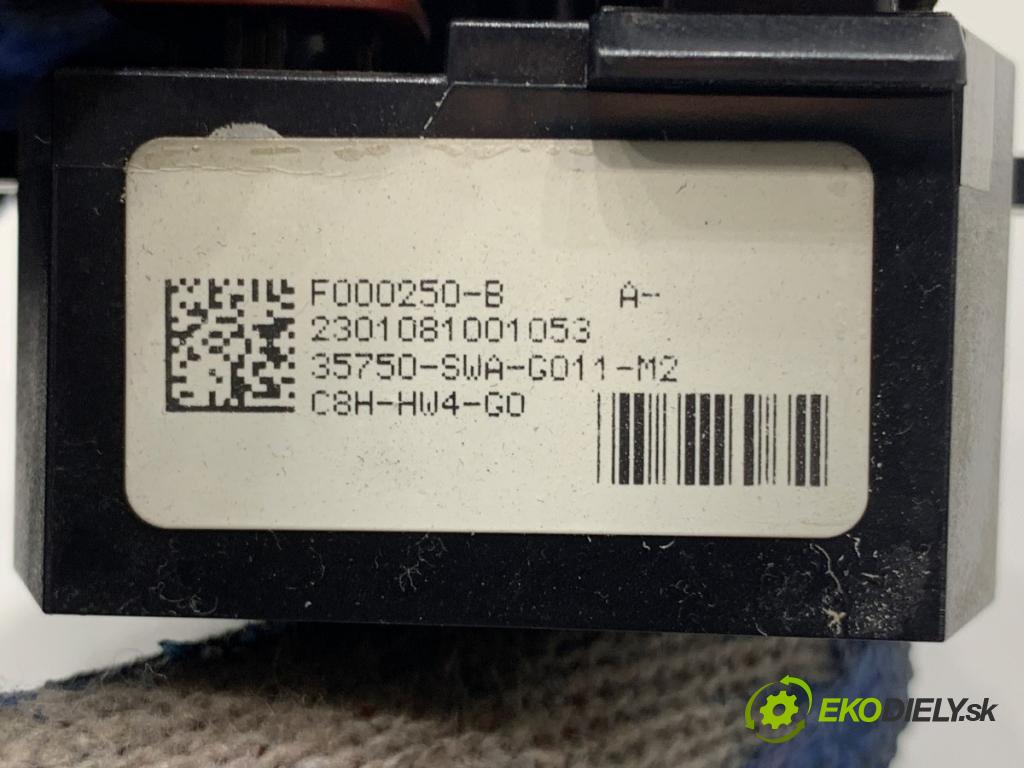 F000250-B A-
2301081001053
35750-SWA-G011-M2
C8H-HW4-G0
EKODIELY.sk